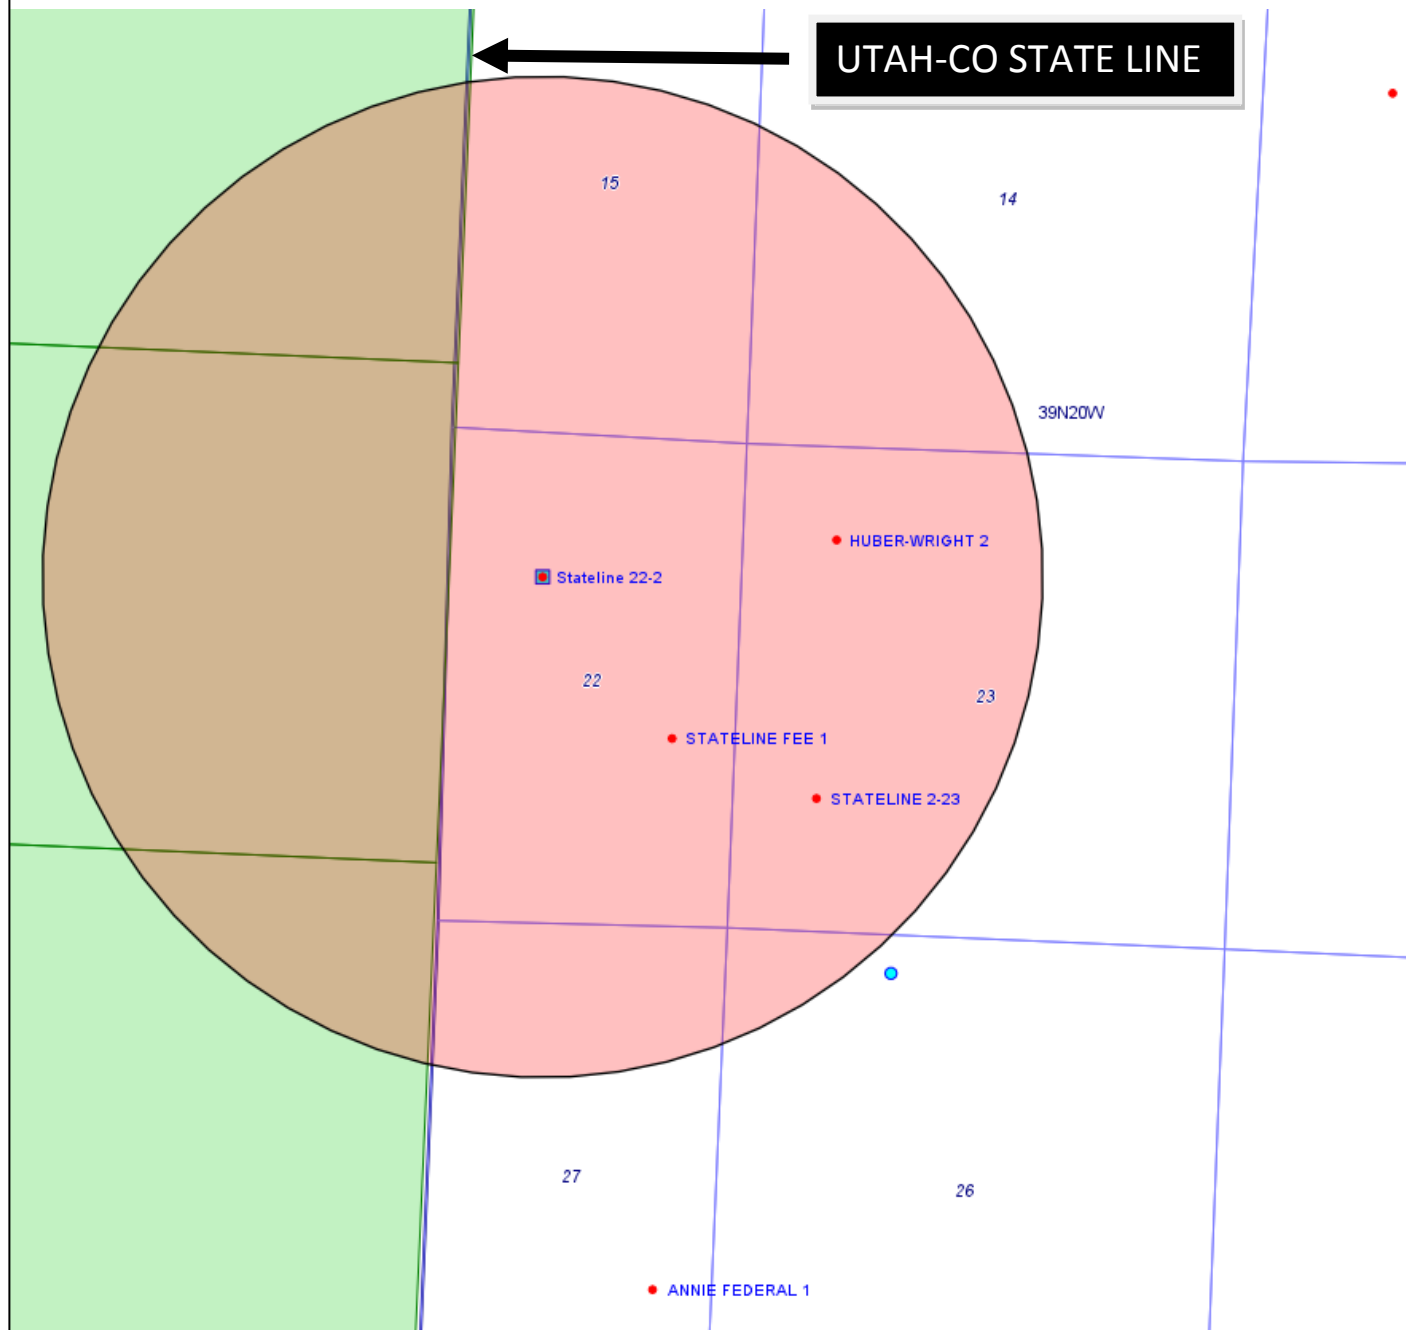 UTAH-CO STATE LINE
15
14
39N20W
HUBER-WRIGHT 2
Stateline 22-2
22
23
STATELINE FEE 1
STATELINE 2-23
27
26
ANNIE FEDERAL 1